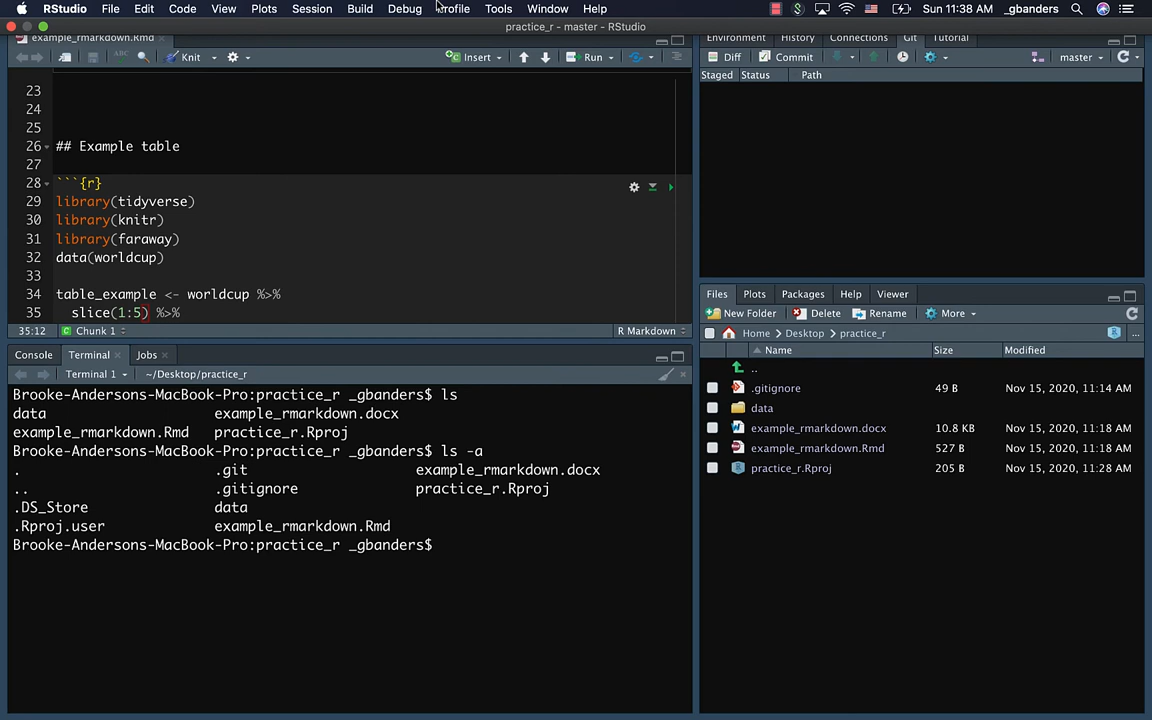 RStudio File Edit Code View Plots Session Build Debug Profile Tools Window Help Sun 11:38 AM _gbanders
practice_r - master - RStudio
example_rmarkdown.Rmd
Knit Insert Run
23
24
25
26 ## Example table
27
28 ```{r}
29 library(tidyverse)
30 library(knitr)
31 library(faraway)
32 data(worldcup)
33
34 table_example <- worldcup %>%
35 slice(1:5) %>%
35:12 Chunk 1 R Markdown
Console Terminal Jobs
Terminal 1 ~/Desktop/practice_r
Brooke-Andersons-MacBook-Pro:practice_r _gbanders$ ls
data example_rmarkdown.docx
example_rmarkdown.Rmd practice_r.Rproj
Brooke-Andersons-MacBook-Pro:practice_r _gbanders$ ls -a
. .git example_rmarkdown.docx
.. .gitignore practice_r.Rproj
.DS_Store data
.Rproj.user example_rmarkdown.Rmd
Brooke-Andersons-MacBook-Pro:practice_r _gbanders$
Environment History Connections Git Tutorial
Diff Commit master
Staged Status Path
Files Plots Packages Help Viewer
New Folder Delete Rename More
Home Desktop practice_r ...
Name Size Modified
..
.gitignore 49 B Nov 15, 2020, 11:14 AM
data
example_rmarkdown.docx 10.8 KB Nov 15, 2020, 11:18 AM
example_rmarkdown.Rmd 527 B Nov 15, 2020, 11:18 AM
practice_r.Rproj 205 B Nov 15, 2020, 11:28 AM